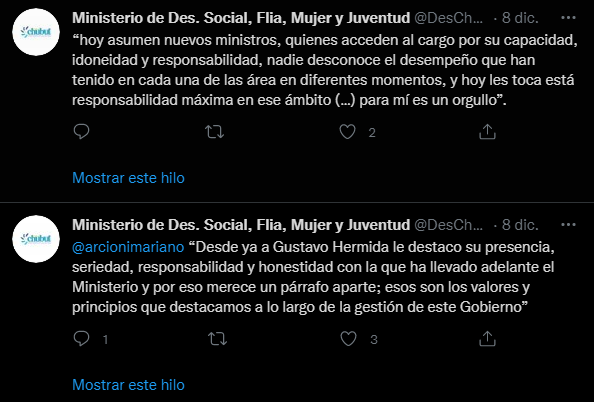 Ministerio de Des. Social, Flia, Mujer y Juventud @DesCh... · 8 dic.
chubut
“hoy asumen nuevos ministros, quienes acceden al cargo por su capacidad,
idoneidad y responsabilidad, nadie desconoce el desempeño que han
tenido en cada una de las área en diferentes momentos, y hoy les toca está
responsabilidad máxima en ese ámbito (...) para mí es un orgullo”.
2
Mostrar este hilo
Ministerio de Des. Social, Flia, Mujer y Juventud @DesCh... · 8 dic.
chubut
@arcionimariano “Desde ya a Gustavo Hermida le destaco su presencia,
seriedad, responsabilidad y honestidad con la que ha llevado adelante el
Ministerio y por eso merece un párrafo aparte; esos son los valores y
principios que destacamos a lo largo de la gestión de este Gobierno”
1 3
Mostrar este hilo